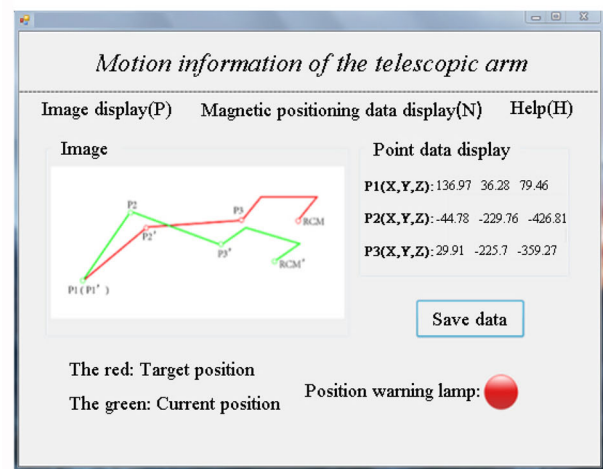 Motion information of the telescopic arm
Image display(P) Magnetic positioning data display(N) Help(H)
Image
P2
P3
RCM
P2'
P3'
RCM'
P1(P1')
Point data display
P1(X,Y,Z): 136.97 36.28 79.46
P2(X,Y,Z): -44.78 -229.76 -426.81
P3(X,Y,Z): 29.91 -225.7 -359.27
Save data
The red: Target position
The green: Current position
Position warning lamp: